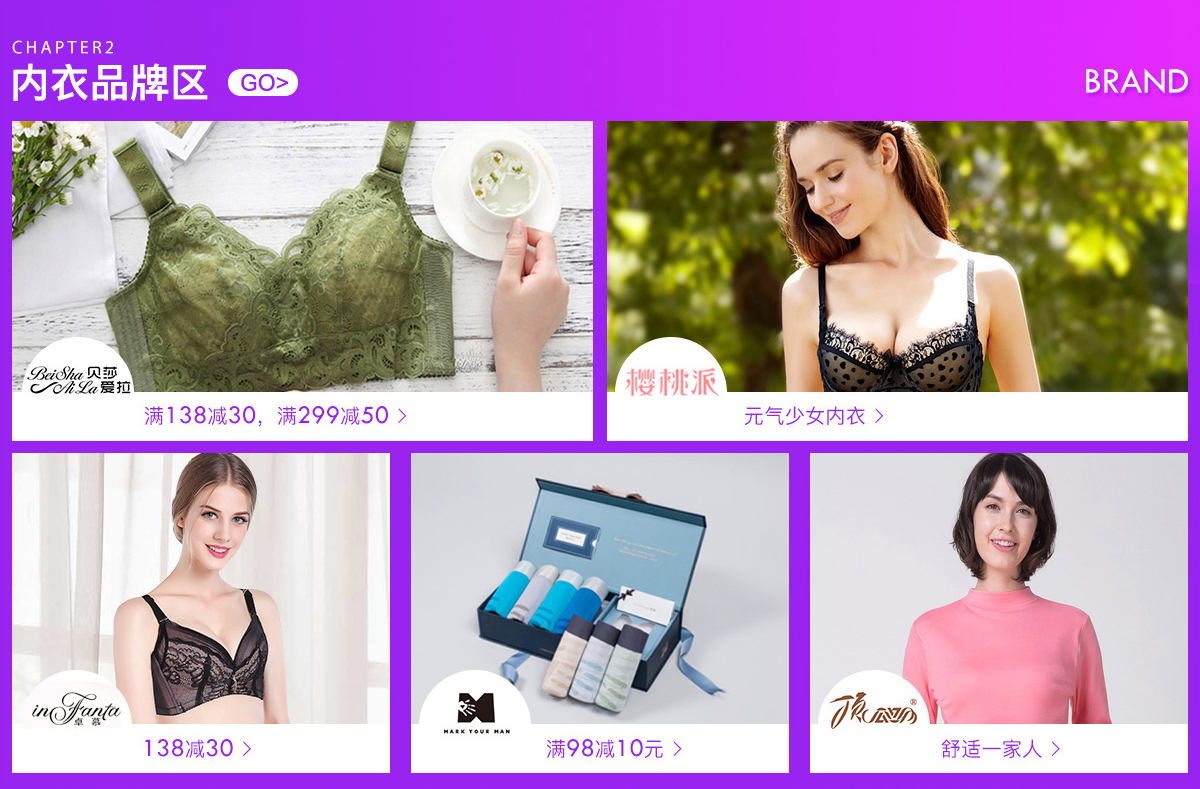 CHAPTER2
内衣品牌区 GO>
BRAND
BeiSha 贝莎
AiLa 爱拉
满138减30，满299减50 >
櫻桃派
元气少女内衣 >
inFanta
卓慕
138减30 >
MARK YOUR MAN
满98减10元 >
舒适一家人 >